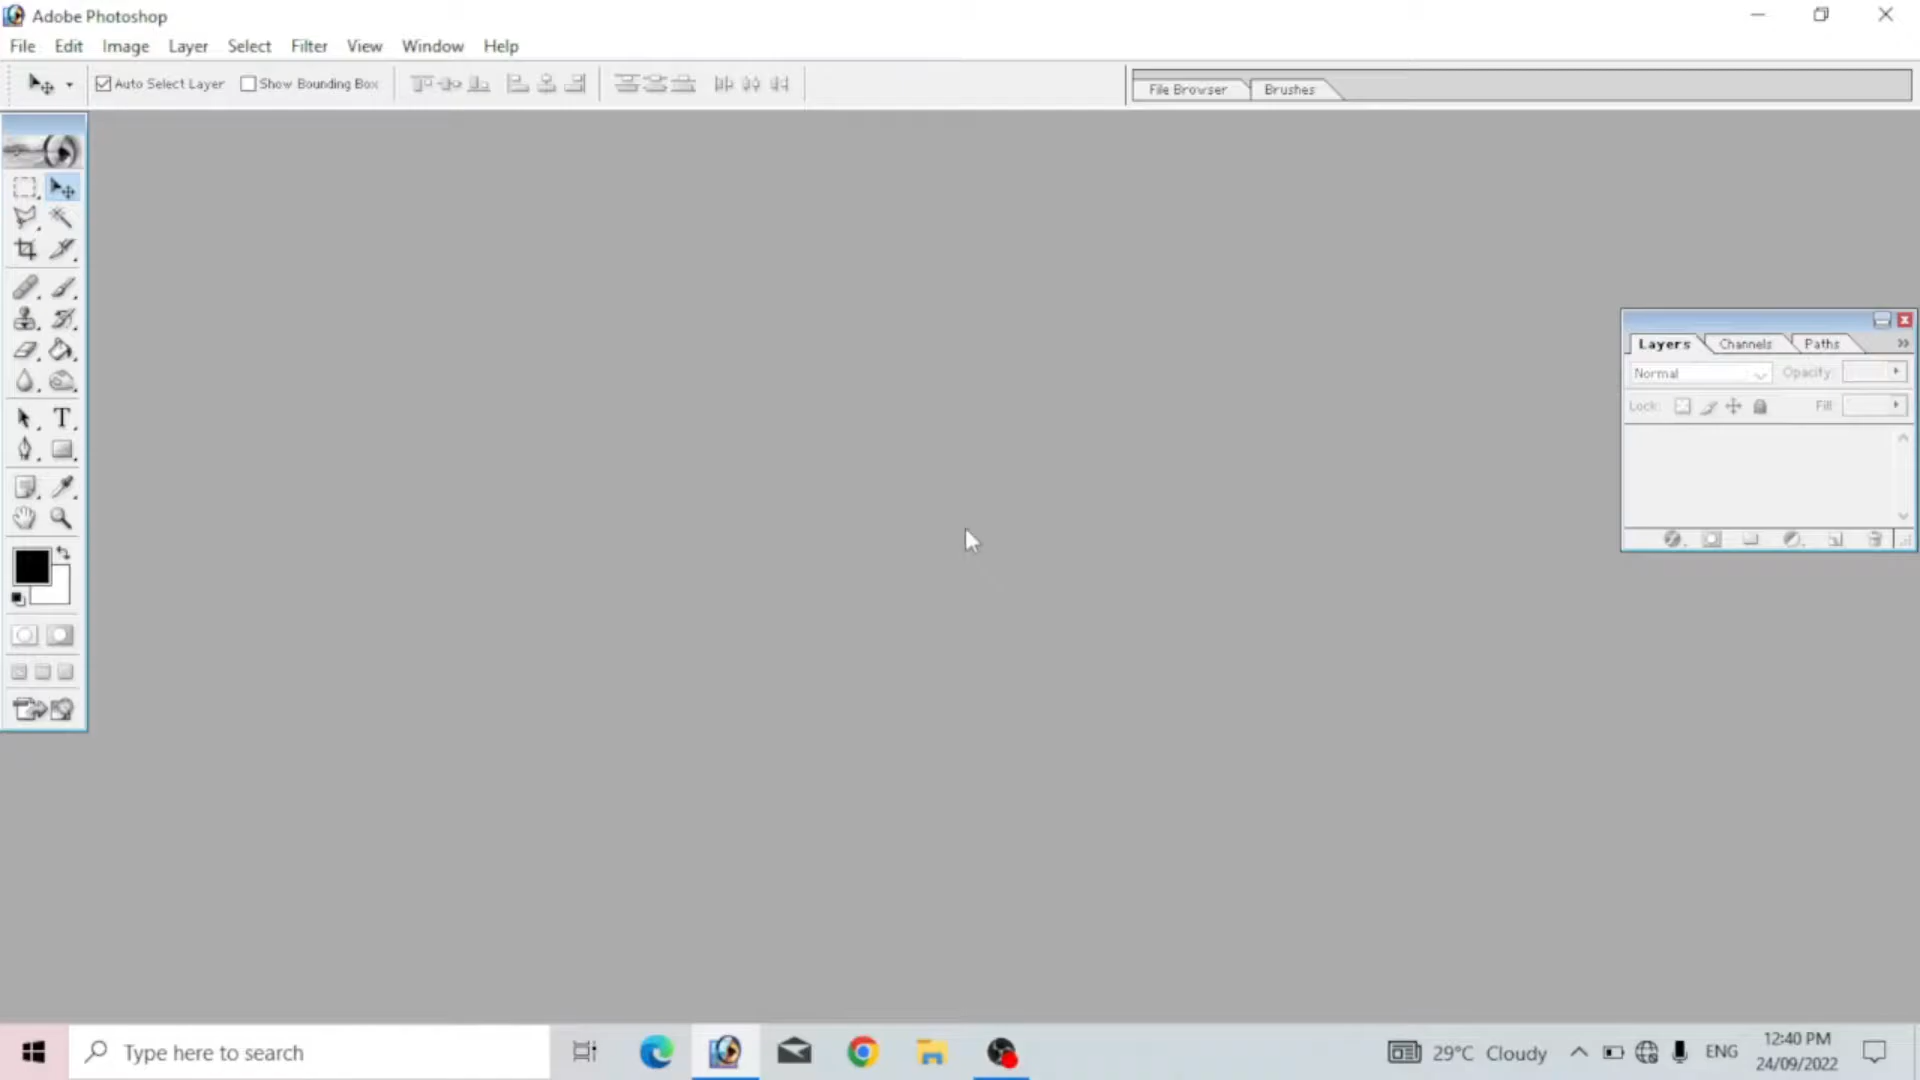 Adobe Photoshop
File Edit Image Layer Select Filter View Window Help
Auto Select Layer Show Bounding Box
File Browser Brushes
Layers Channels Paths
Normal Opacity:
Lock: Fill:
T
Type here to search
29°C Cloudy
ENG
12:40 PM
24/09/2022